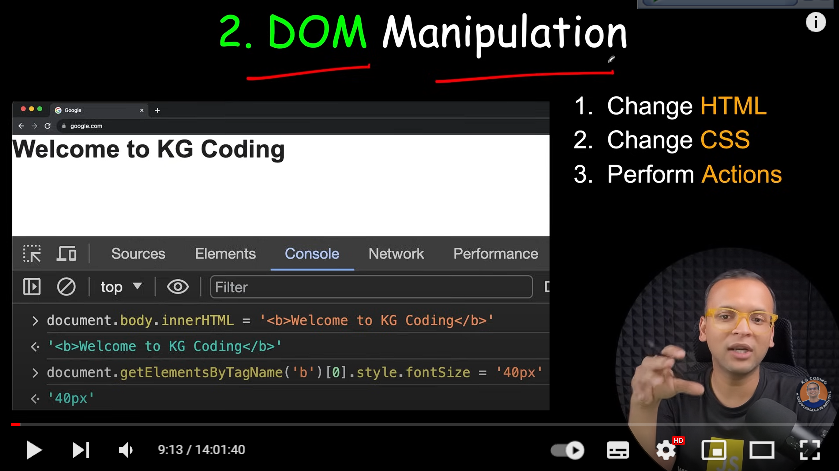 2. DOM Manipulation
Google
google.com
Welcome to KG Coding
1. Change HTML
2. Change CSS
3. Perform Actions
Sources Elements Console Network Performance
top Filter
document.body.innerHTML = '<b>Welcome to KG Coding</b>'
'<b>Welcome to KG Coding</b>'
document.getElementsByTagName('b')[0].style.fontSize = '40px'
'40px'
JS
9:13 / 14:01:40
HD